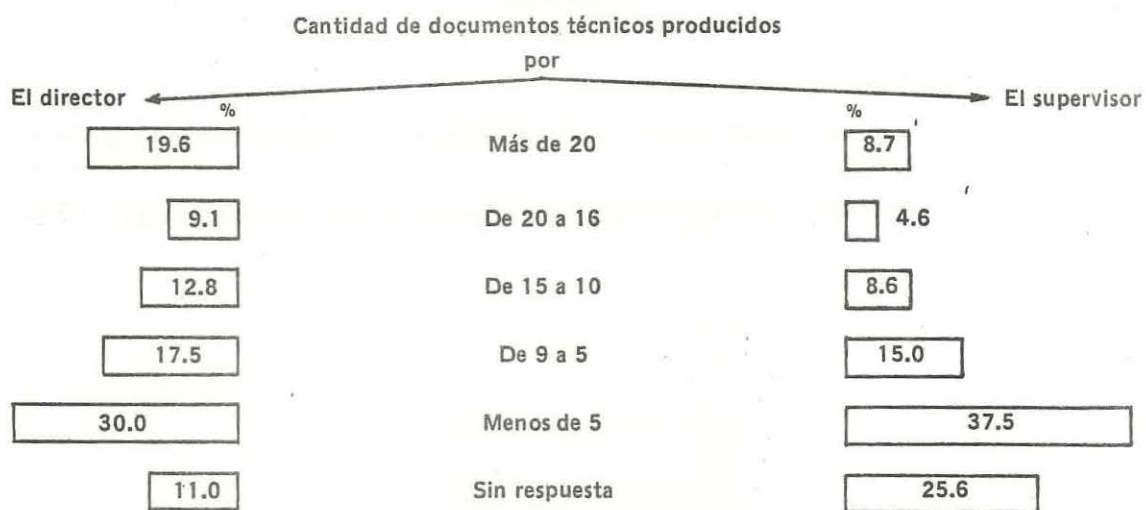 Cantidad de documentos técnicos producidos
por
El director El supervisor
% %
19.6 Más de 20 8.7
9.1 De 20 a 16 4.6
12.8 De 15 a 10 8.6
17.5 De 9 a 5 15.0
30.0 Menos de 5 37.5
11.0 Sin respuesta 25.6